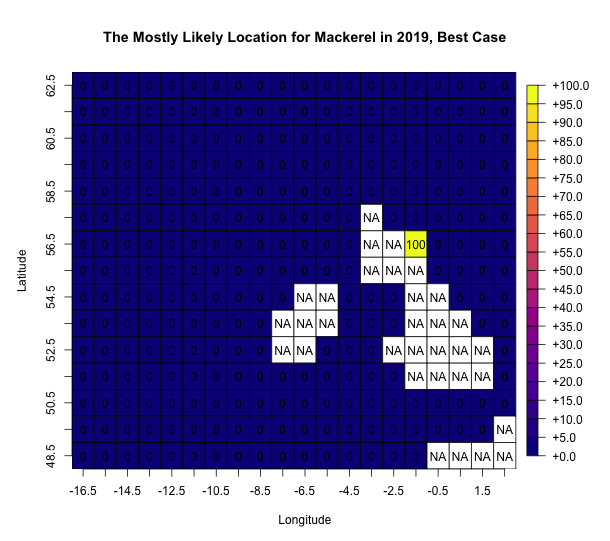 The Mostly Likely Location for Mackerel in 2019, Best Case
Latitude
62.5
60.5
58.5
56.5
54.5
52.5
50.5
48.5
0 0 0 0 0 0 0 0 0 0 0 0 0 0 0 0 0 0 0 0
0 0 0 0 0 0 0 0 0 0 0 0 0 0 0 0 0 0 0 0
0 0 0 0 0 0 0 0 0 0 0 0 0 0 0 0 0 0 0 0
0 0 0 0 0 0 0 0 0 0 0 0 0 0 0 0 0 0 0 0
0 0 0 0 0 0 0 0 0 0 0 0 0 0 0 0 0 0 0 0
0 0 0 0 0 0 0 0 0 0 0 0 0 NA 0 0 0 0 0 0
0 0 0 0 0 0 0 0 0 0 0 0 0 NA NA 100 0 0 0 0
0 0 0 0 0 0 0 0 0 0 0 0 0 NA NA NA 0 0 0 0
0 0 0 0 0 0 0 0 0 0 NA NA 0 0 0 NA NA 0 0 0
0 0 0 0 0 0 0 0 0 NA NA NA 0 0 0 NA NA NA 0 0
0 0 0 0 0 0 0 0 0 NA NA 0 0 0 NA NA NA NA NA 0
0 0 0 0 0 0 0 0 0 0 0 0 0 0 0 NA NA NA NA 0
0 0 0 0 0 0 0 0 0 0 0 0 0 0 0 0 0 0 0 0
0 0 0 0 0 0 0 0 0 0 0 0 0 0 0 0 0 0 0 NA
0 0 0 0 0 0 0 0 0 0 0 0 0 0 0 0 NA NA NA NA
-16.5 -14.5 -12.5 -10.5 -8.5 -6.5 -4.5 -2.5 -0.5 1.5
Longitude
+100.0
+95.0
+90.0
+85.0
+80.0
+75.0
+70.0
+65.0
+60.0
+55.0
+50.0
+45.0
+40.0
+35.0
+30.0
+25.0
+20.0
+15.0
+10.0
+5.0
+0.0